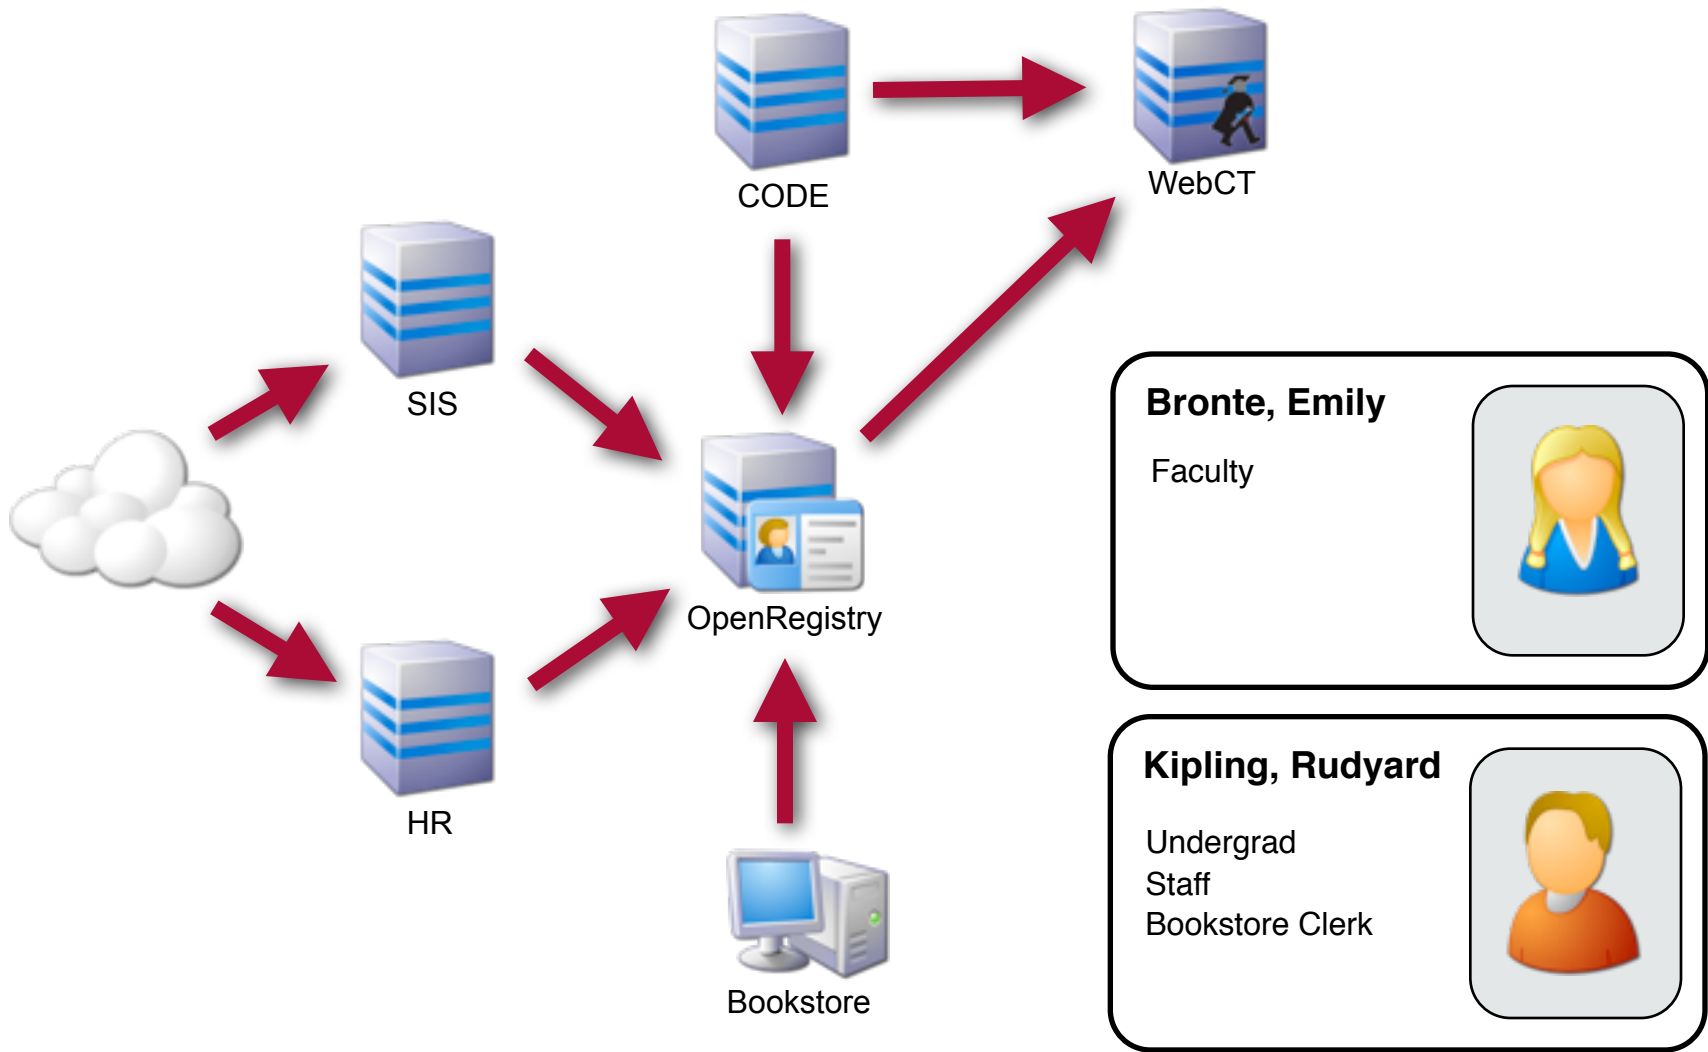 CODE
WebCT
SIS
OpenRegistry
HR
Bookstore
Bronte, Emily
Faculty
Kipling, Rudyard
Undergrad
Staff
Bookstore Clerk